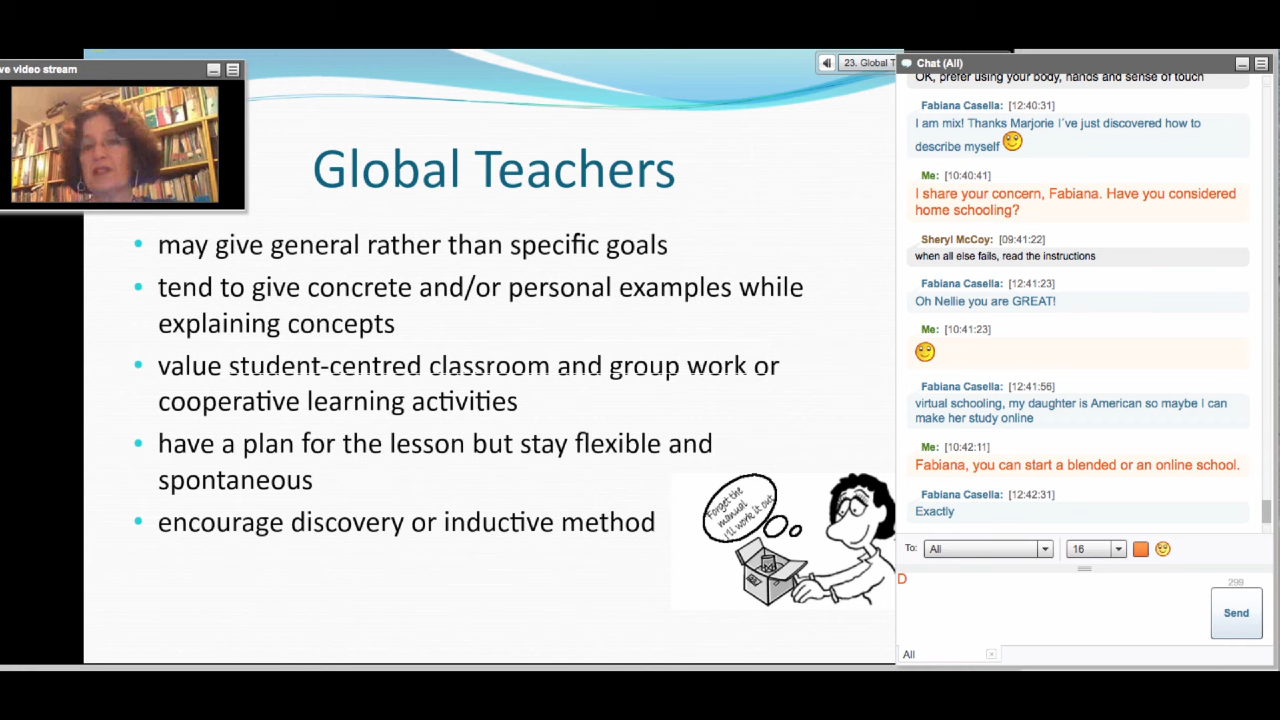 ve video stream
23. Global T
Global Teachers
• may give general rather than specific goals
• tend to give concrete and/or personal examples while
explaining concepts
• value student-centred classroom and group work or
cooperative learning activities
• have a plan for the lesson but stay flexible and
spontaneous
• encourage discovery or inductive method
Forget the
manual
I'll work it out
Chat (All)
OK, prefer using your body, hands and sense of touch
Fabiana Casella: [12:40:31]
I am mix! Thanks Marjorie I´ve just discovered how to
describe myself
Me: [10:40:41]
I share your concern, Fabiana. Have you considered
home schooling?
Sheryl McCoy: [09:41:22]
when all else fails, read the instructions
Fabiana Casella: [12:41:23]
Oh Nellie you are GREAT!
Me: [10:41:23]
Fabiana Casella: [12:41:56]
virtual schooling, my daughter is American so maybe I can
make her study online
Me: [10:42:11]
Fabiana, you can start a blended or an online school.
Fabiana Casella: [12:42:31]
Exactly
To: All 16
D
299
Send
All